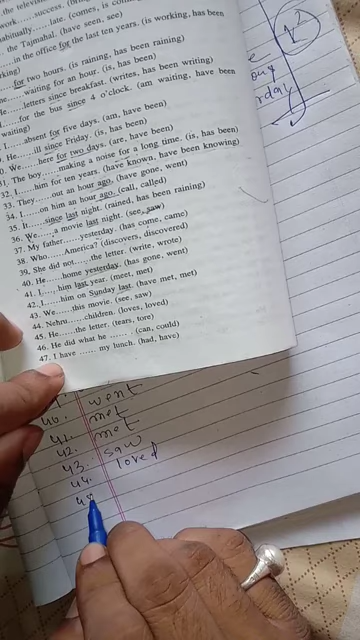 success. (brings,
habitually......late. (comes, is coming
the Tajmahal. (have seen, see)
in the office for the last ten years. (is working, has been
for two hours. (is raining, has been raining)
waiting for an hour. (is, has been)
letters since breakfast. (writes, has been writing)
for the bus since 4 o'clock. (am waiting, have been
waiting)
I......absent for five days. (am, have been)
He......ill since Friday. (is, has been)
We......here for two days. (are, have been)
31. The boy......making a noise for a long time. (is, has been)
32. I......him for ten years. (have known, have been knowing)
33. They......out an hour ago. (have gone, went)
34. I......on him an hour ago. (call, called)
35. It......since last night. (rained, has been raining)
36. We......a movie last night. (see, saw)
37. My father......yesterday. (has come, came)
38. Who......America? (discovers, discovered)
39. She did not......the letter. (write, wrote)
40. He......home yesterday. (has gone, went)
41. I......him last year. (meet, met)
42. I......him on Sunday last. (have met, met)
43. We......this movie. (see, saw)
44. Nehru......children. (loves, loved)
45. He......the letter. (tears, tore)
46. He did what he ...... . (can, could)
47. I have ...... my lunch. (had, have)
went
40. met
41. met
42. saw
43. loved
44.